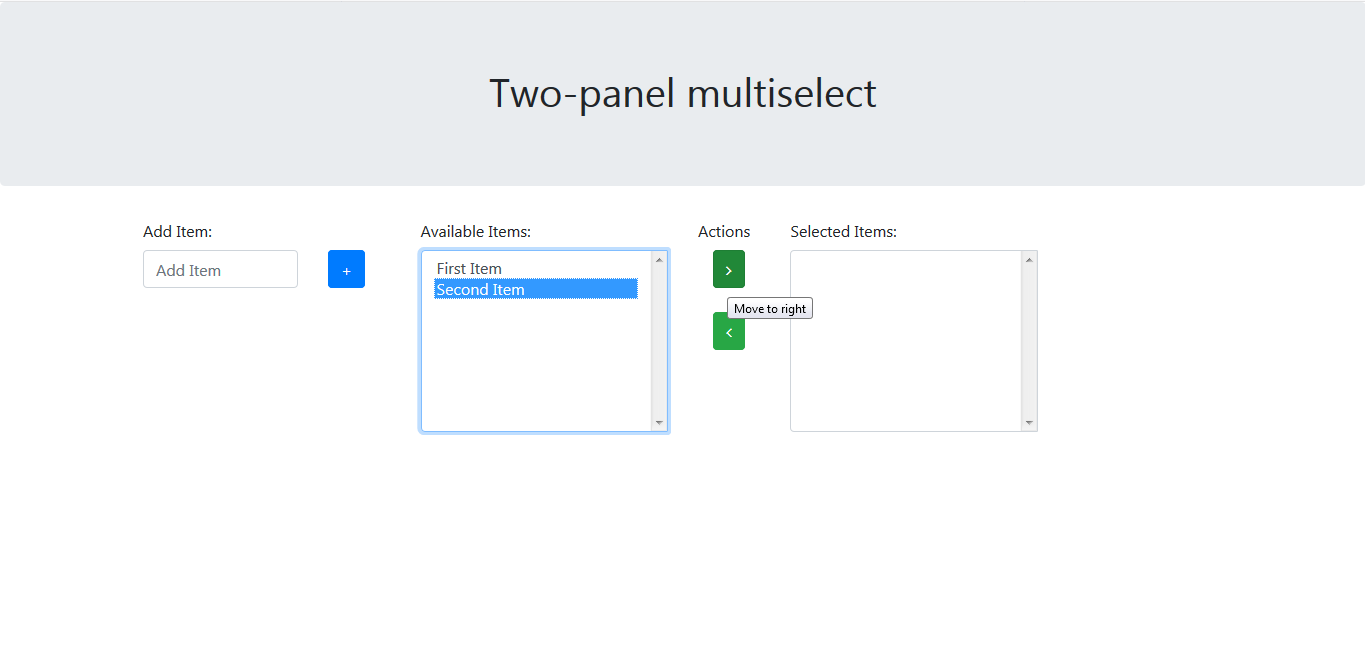 Two-panel multiselect
Add Item:
Available Items:
Actions
Selected Items:
Add Item
+
First Item
Second Item
>
Move to right
<